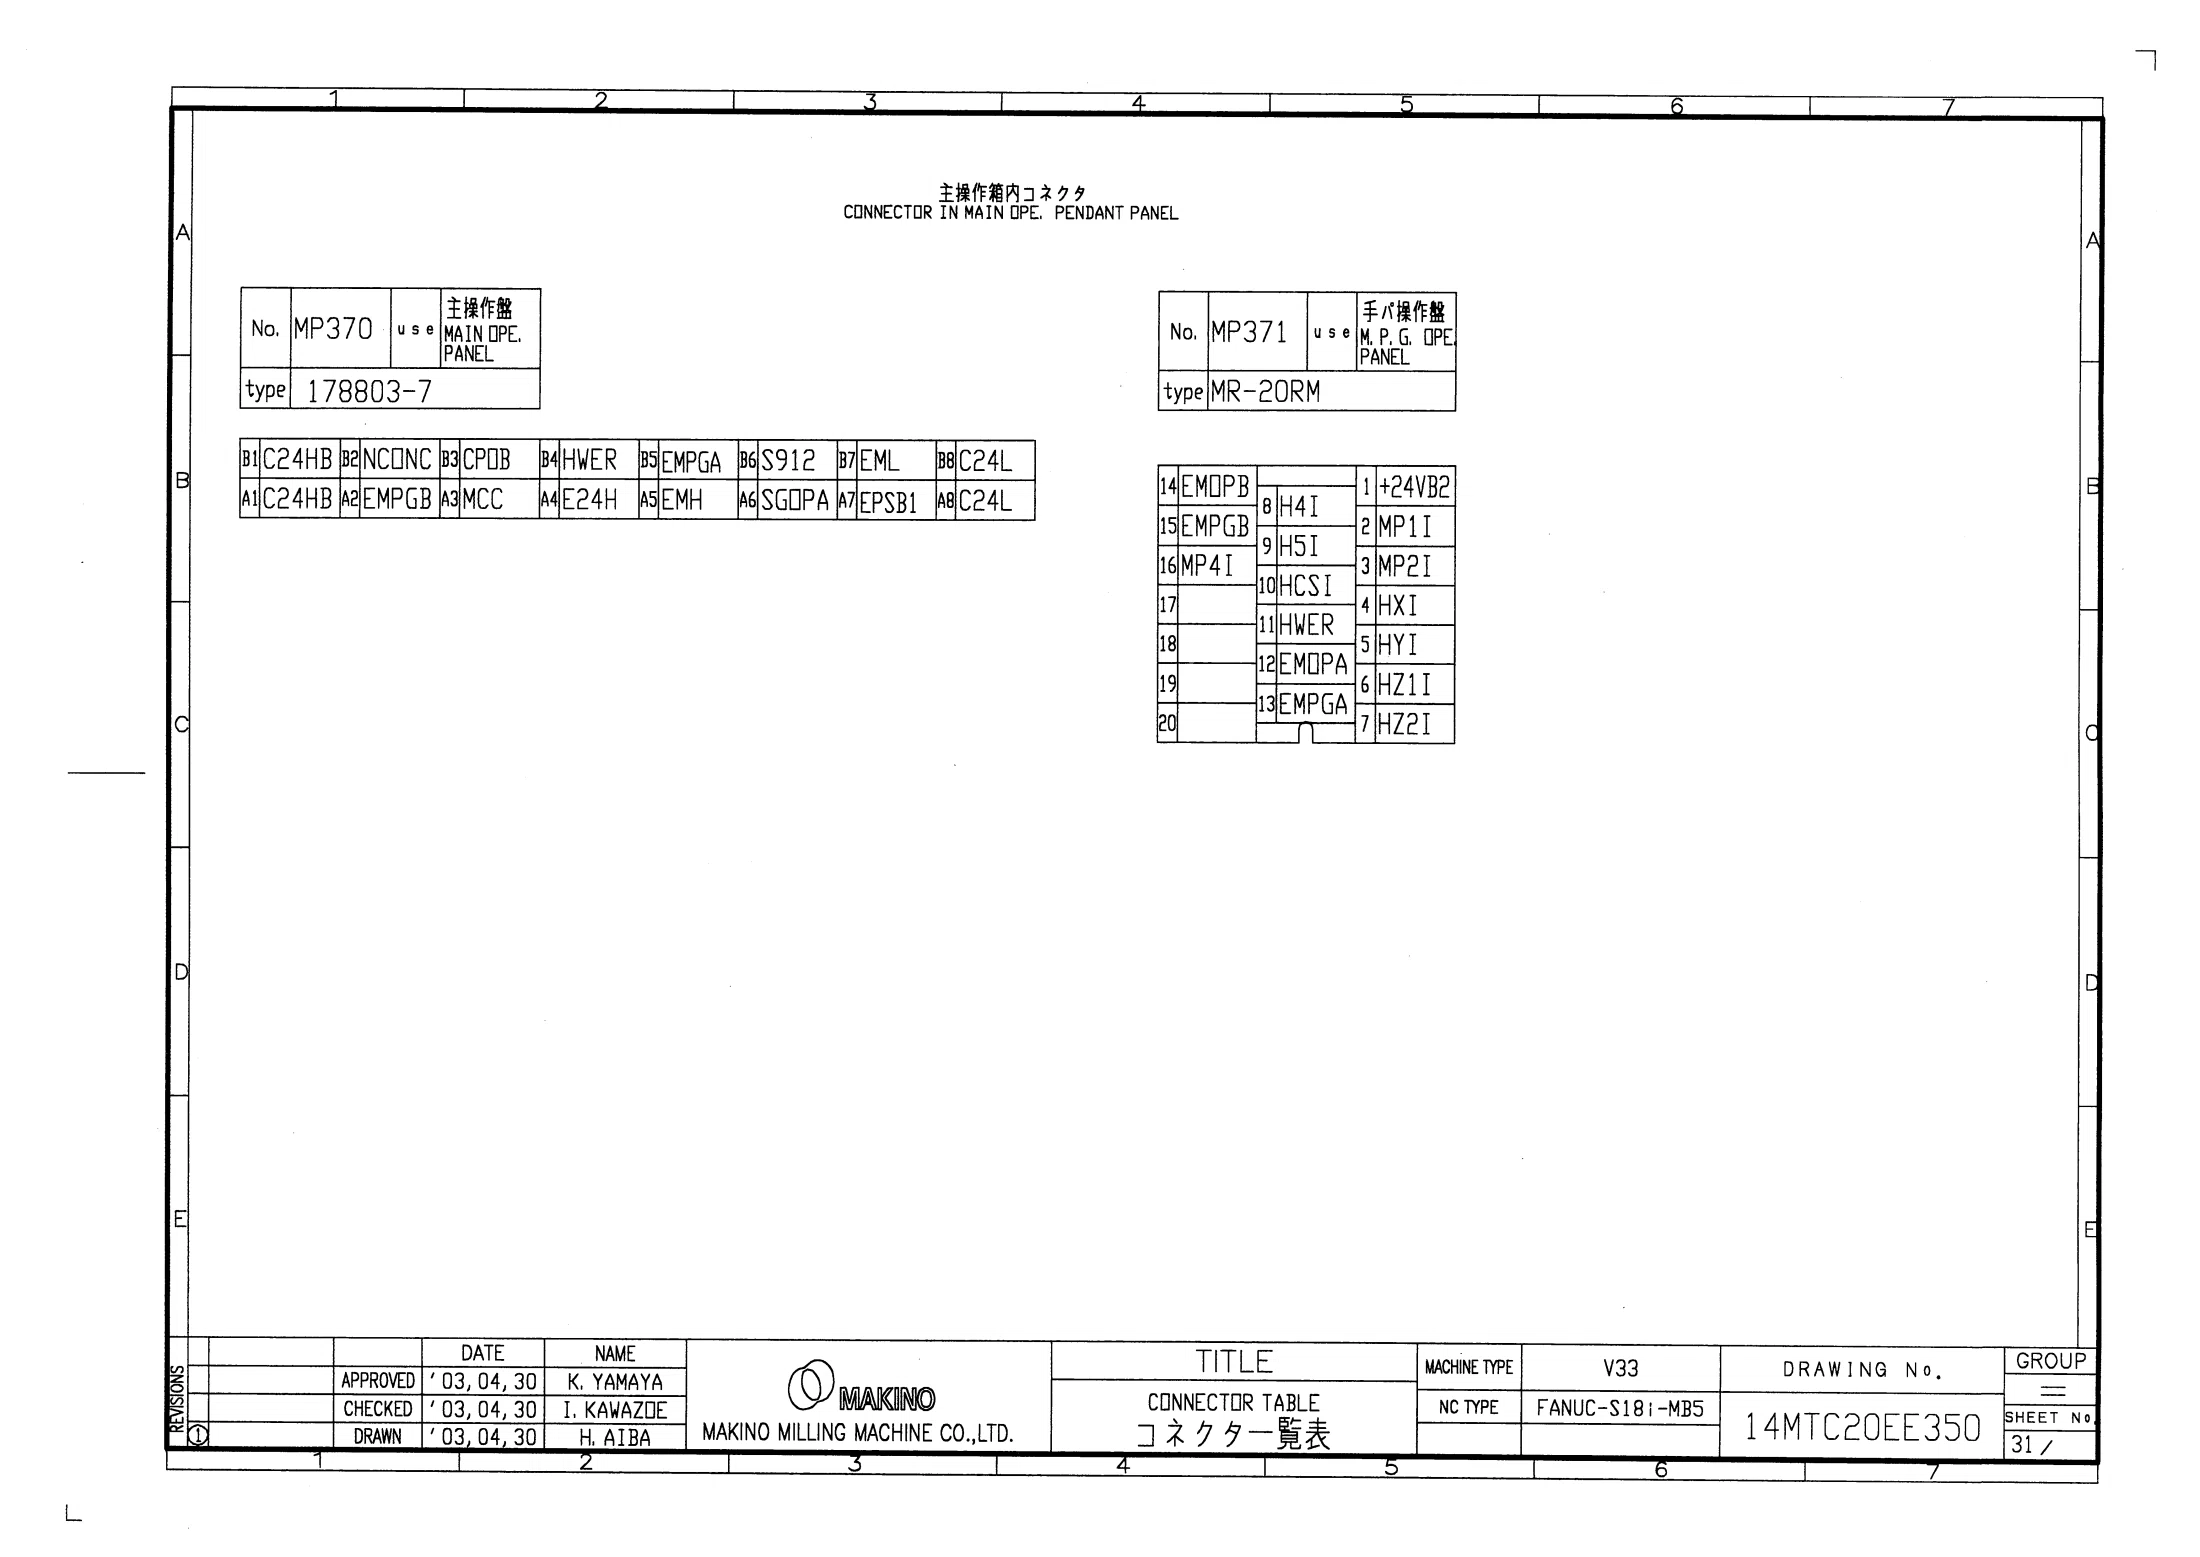 1 2 3 4 5 6 7
A
B
C
D
E
主操作箱内コネクタ
CONNECTOR IN MAIN OPE. PENDANT PANEL
No. MP370 use 主操作盤
MAIN OPE.
PANEL
type 178803-7
B1 C24HB B2 NCONC B3 CPOB B4 HWER B5 EMPGA B6 S912 B7 EML B8 C24L
A1 C24HB A2 EMPGB A3 MCC A4 E24H A5 EMH A6 SGOPA A7 EPSB1 A8 C24L
No. MP371 use 手パ操作盤
M.P.G. OPE.
PANEL
type MR-20RM
14 EMOPB
15 EMPGB
16 MP4I
17
18
19
20
8 H4I
9 H5I
10 HCSI
11 HWER
12 EMOPA
13 EMPGA
1 +24VB2
2 MP1I
3 MP2I
4 HXI
5 HYI
6 HZ1I
7 HZ2I
A
B
C
D
E
REVISIONS
1
DATE NAME
APPROVED '03,04,30 K. YAMAYA
CHECKED '03,04,30 I. KAWAZOE
DRAWN '03,04,30 H. AIBA
MAKINO
MAKINO MILLING MACHINE CO.,LTD.
TITLE
CONNECTOR TABLE
コネクタ一覧表
MACHINE TYPE V33
NC TYPE FANUC-S18i-MB5
DRAWING No.
14MTC20EE350
GROUP
=
SHEET No.
31/
1 2 3 4 5 6 7